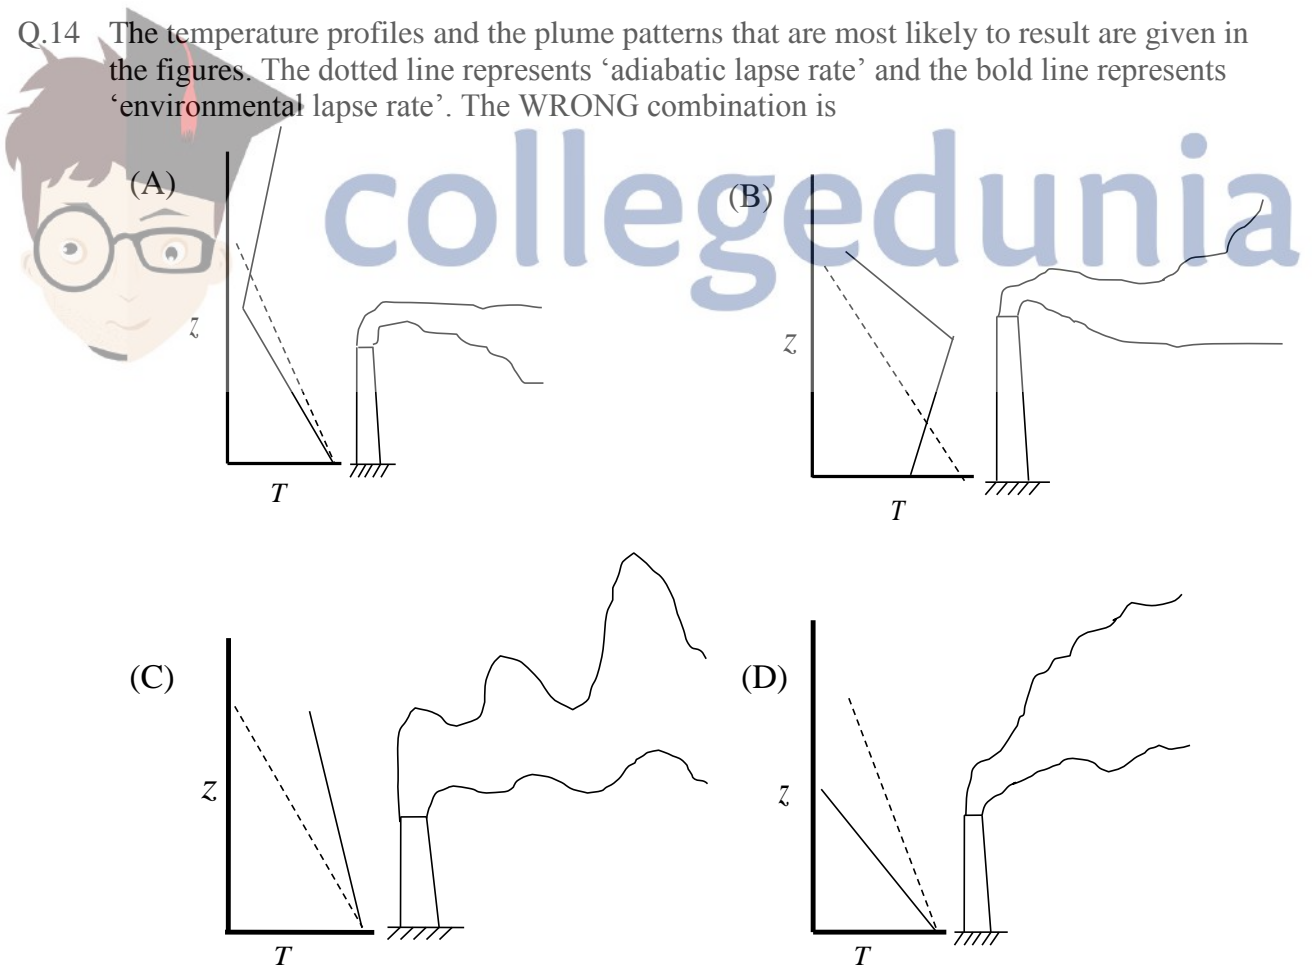 Q.14 The temperature profiles and the plume patterns that are most likely to result are given in
the figures. The dotted line represents ‘adiabatic lapse rate’ and the bold line represents
‘environmental lapse rate’. The WRONG combination is
collegedunia
(A)
z
T
(B)
z
T
(C)
z
T
(D)
z
T